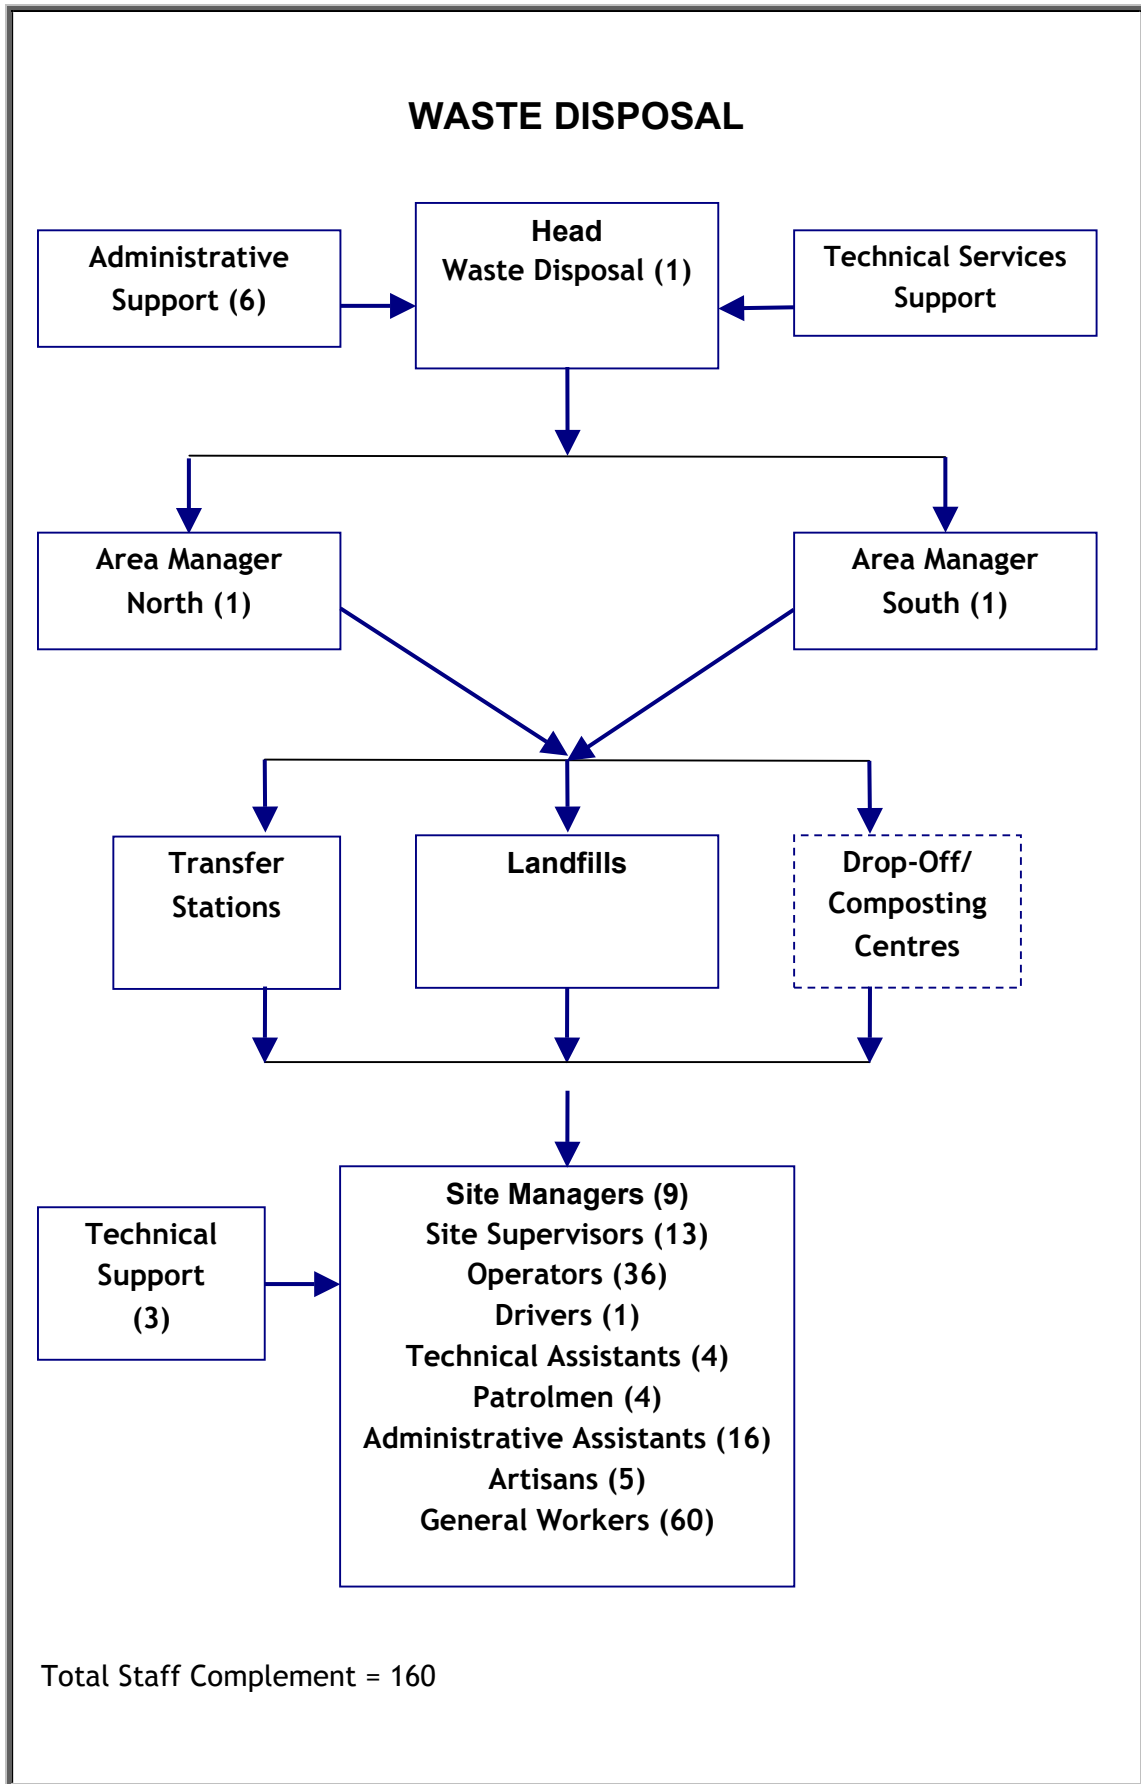 WASTE DISPOSAL
Administrative
Support (6)
Head
Waste Disposal (1)
Technical Services
Support
Area Manager
North (1)
Area Manager
South (1)
Transfer
Stations
Landfills
Drop-Off/
Composting
Centres
Technical
Support
(3)
Site Managers (9)
Site Supervisors (13)
Operators (36)
Drivers (1)
Technical Assistants (4)
Patrolmen (4)
Administrative Assistants (16)
Artisans (5)
General Workers (60)
Total Staff Complement = 160